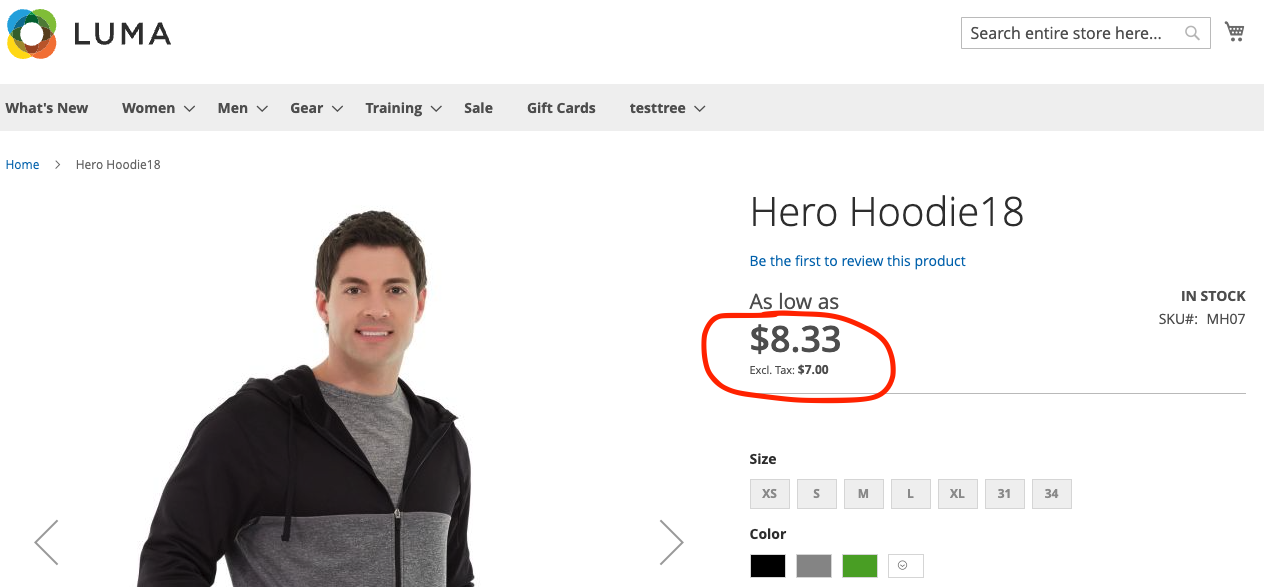 LUMA
Search entire store here...
What's New Women Men Gear Training Sale Gift Cards testtree
Home Hero Hoodie18
Hero Hoodie18
Be the first to review this product
As low as
IN STOCK
$8.33
SKU#: MH07
Excl. Tax: $7.00
Size
XS S M L XL 31 34
Color